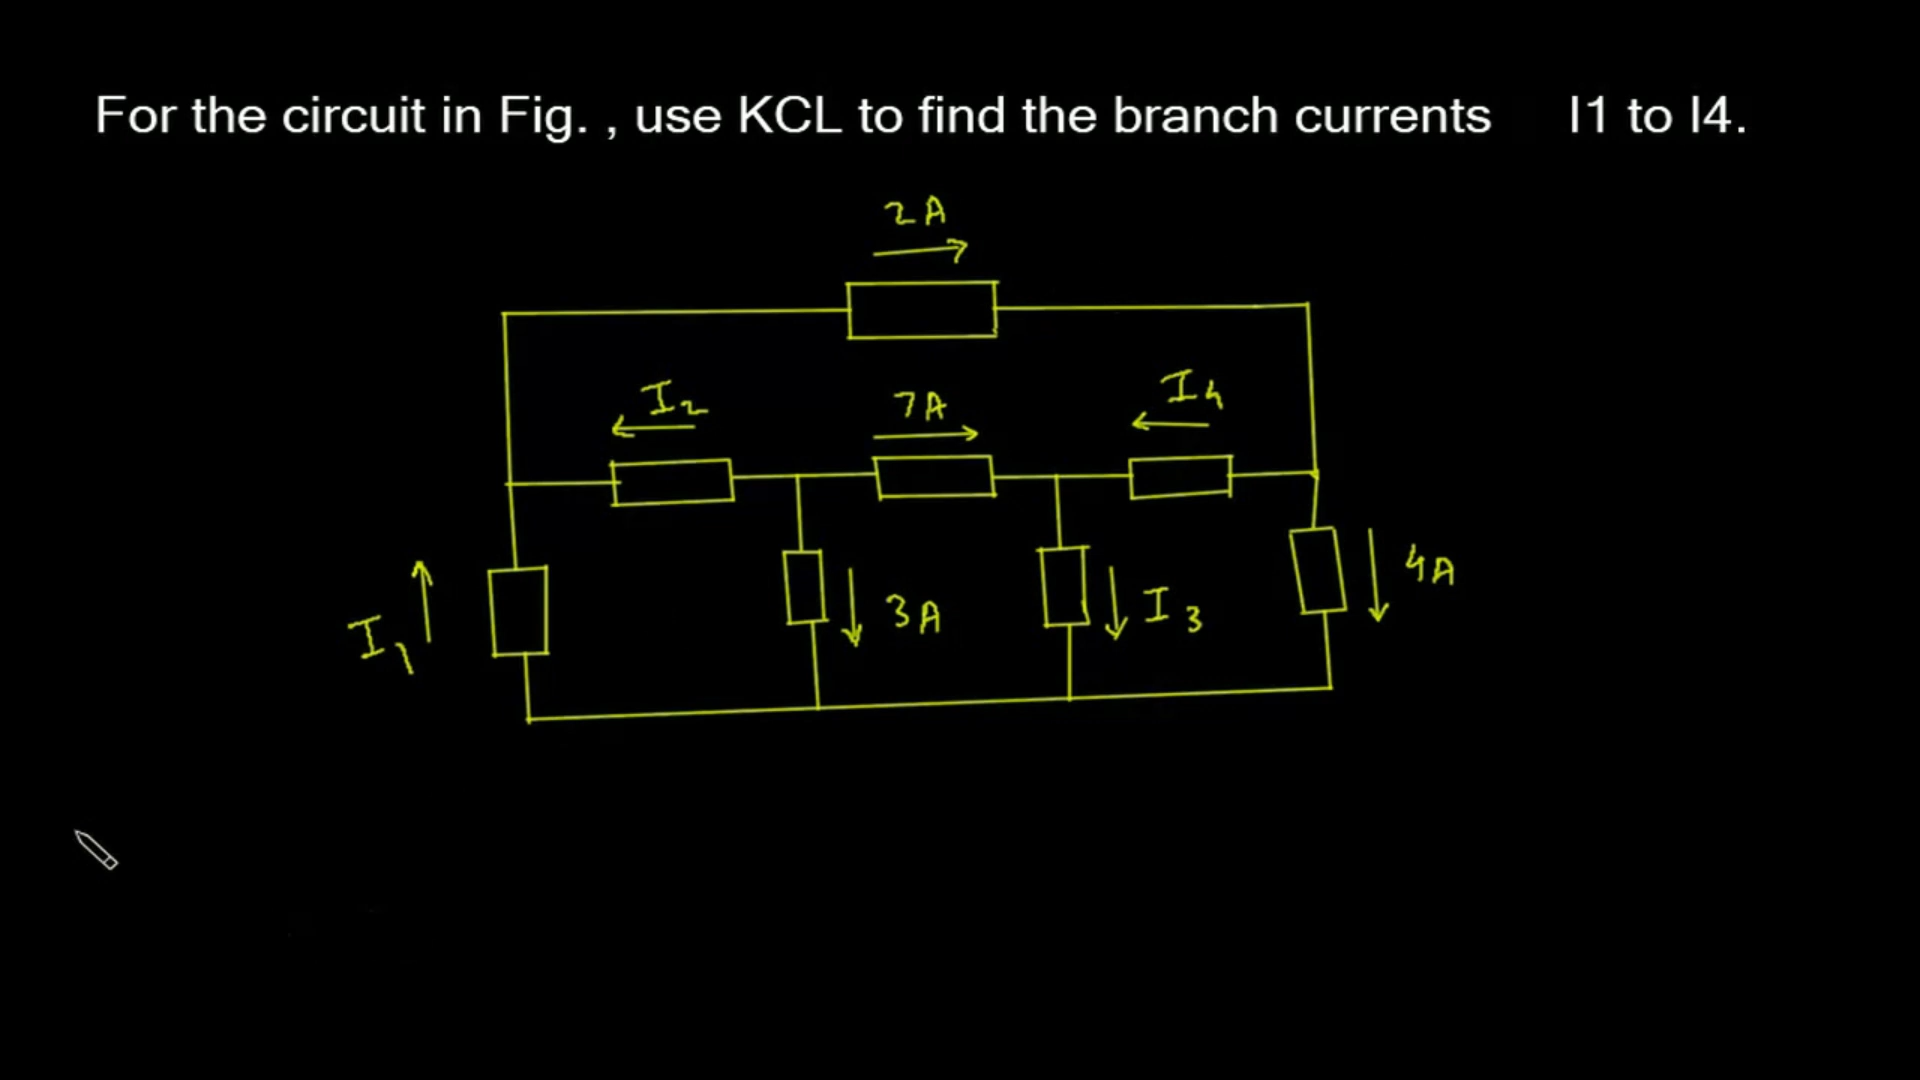 For the circuit in Fig. , use KCL to find the branch currents I1 to I4.
2A
I2
7A
I4
I1
3A
I3
4A